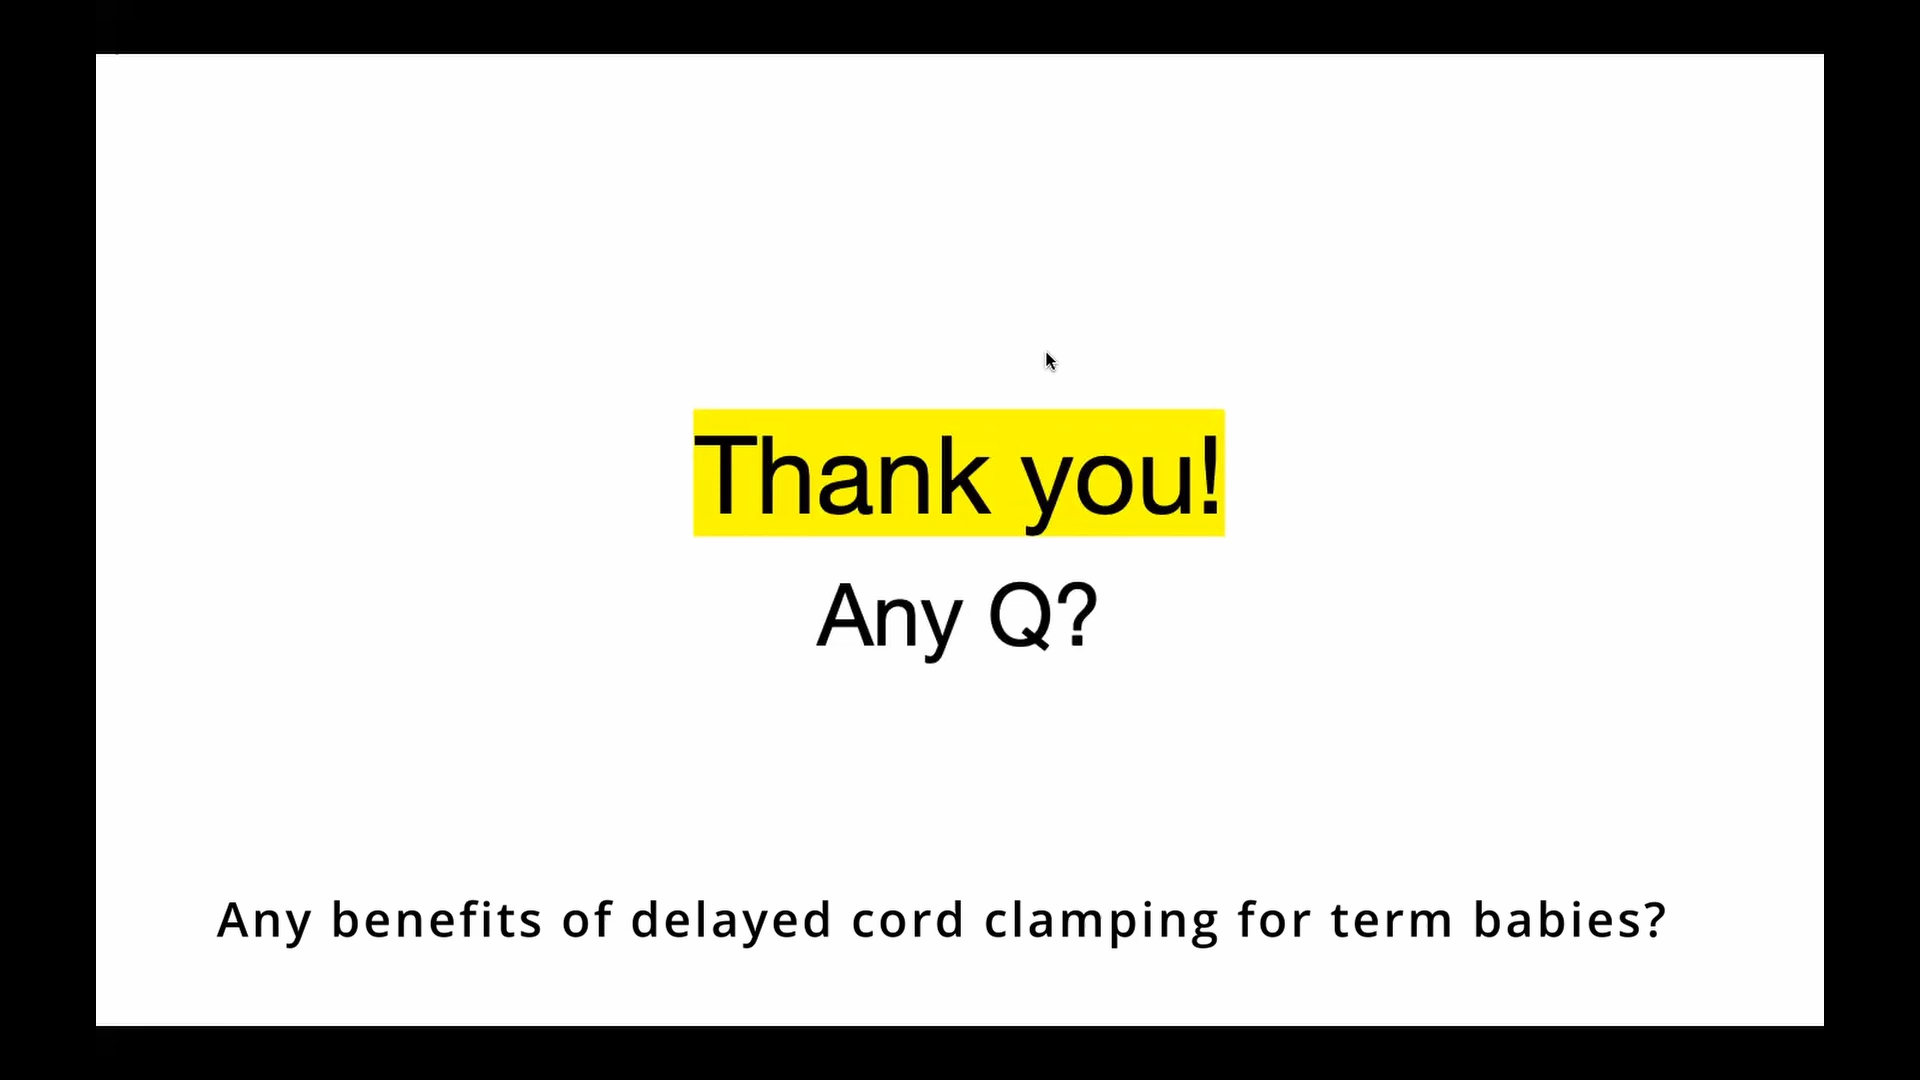 Thank you!
Any Q?
Any benefits of delayed cord clamping for term babies?